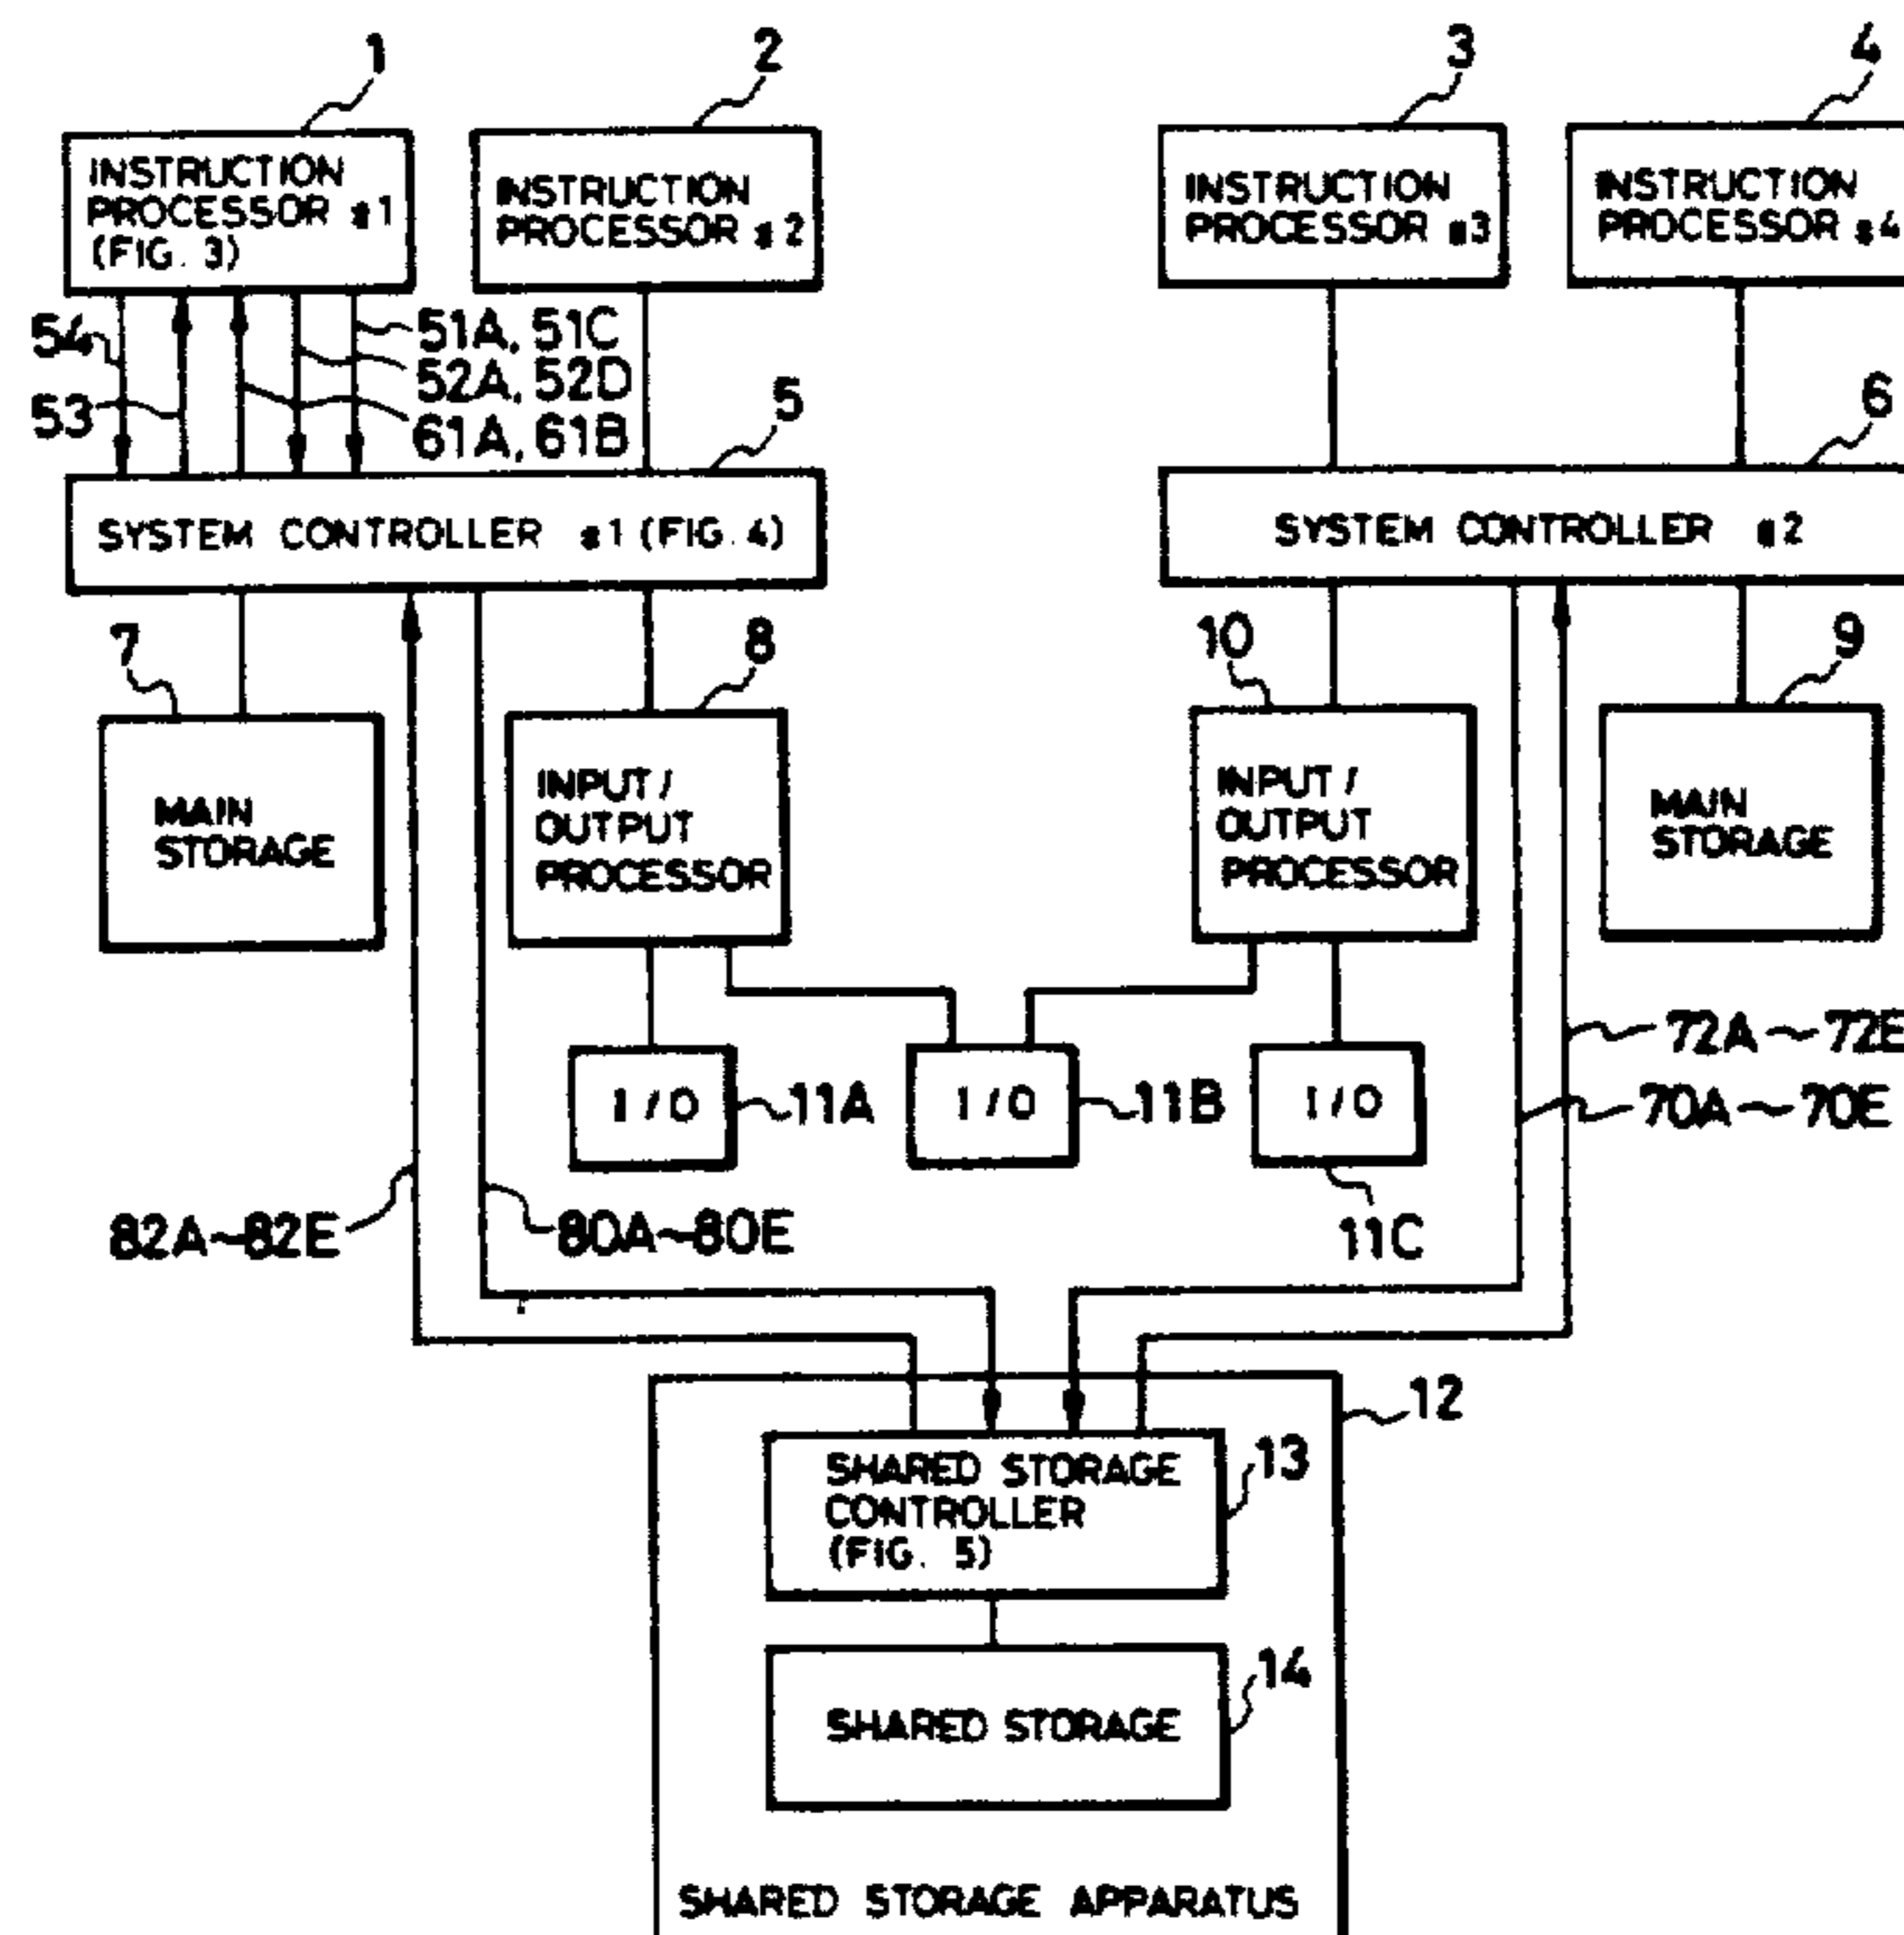 1
2
3
4
INSTRUCTION
PROCESSOR #1
(FIG. 3)
INSTRUCTION
PROCESSOR #2
INSTRUCTION
PROCESSOR #3
INSTRUCTION
PROCESSOR #4
54
53
51A, 51C
52A, 52D
61A, 61B
5
6
SYSTEM CONTROLLER #1 (FIG. 4)
SYSTEM CONTROLLER #2
7
8
10
9
MAIN
STORAGE
INPUT/
OUTPUT
PROCESSOR
INPUT/
OUTPUT
PROCESSOR
MAIN
STORAGE
72A~72E
70A~70E
I/O
11A
I/O
11B
I/O
11C
82A~82E
80A~80E
12
SHARED STORAGE
CONTROLLER
(FIG. 5)
13
SHARED STORAGE
14
SHARED STORAGE APPARATUS